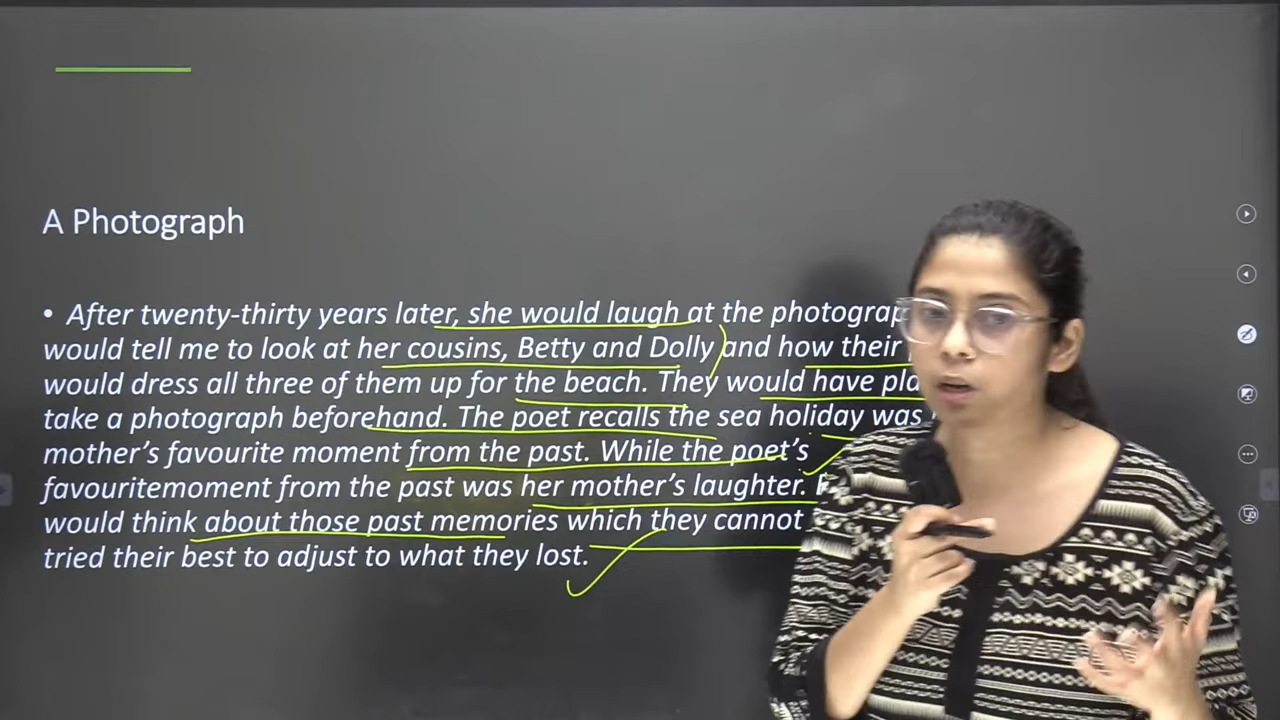 A Photograph
• After twenty-thirty years later, she would laugh at the
would tell me to look at her cousins, Betty and Dolly and how their
would dress all three of them up for the beach. They would have
take a photograph beforehand. The poet recalls the sea holiday was
mother's favourite moment from the past. While the poet's
favouritemoment from the past was her mother's laughter.
would think about those past memories which they cannot
tried their best to adjust to what they lost.